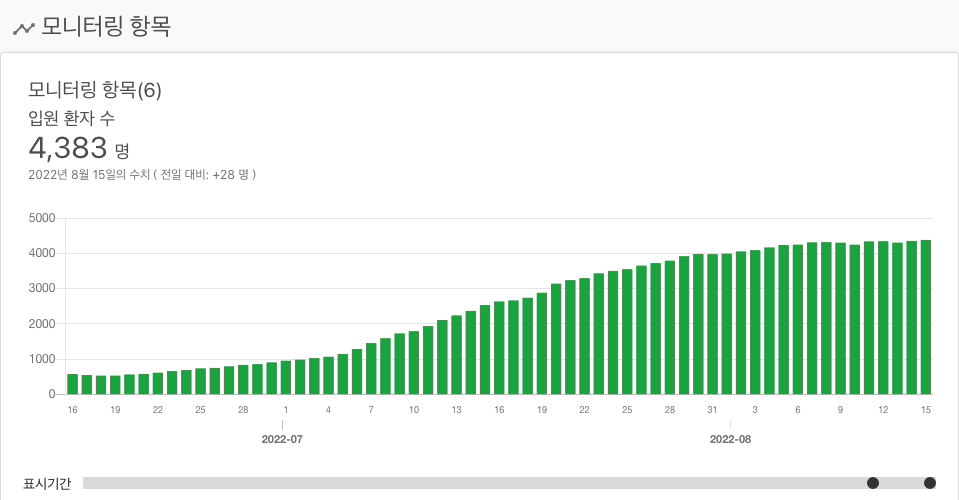 모니터링 항목
모니터링 항목(6)
입원 환자 수
4,383 명
2022년 8월 15일의 수치 ( 전일 대비: +28 명 )
5000
4000
3000
2000
1000
0
16 19 22 25 28 1 4 7 10 13 16 19 22 25 28 31 3 6 9 12 15
2022-07 2022-08
표시기간